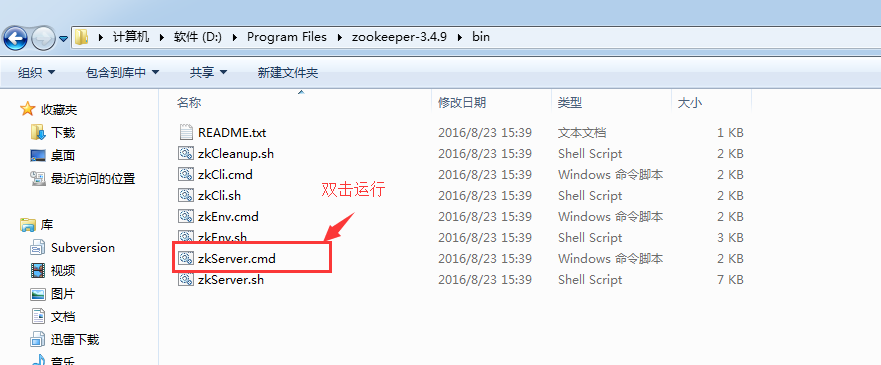 计算机 软件 (D:) Program Files zookeeper-3.4.9 bin
组织 包含到库中 共享 新建文件夹
收藏夹
下载
桌面
最近访问的位置
库
Subversion
视频
图片
文档
迅雷下载
音乐
名称 修改日期 类型 大小
README.txt 2016/8/23 15:39 文本文档 1 KB
zkCleanup.sh 2016/8/23 15:39 Shell Script 2 KB
zkCli.cmd 2016/8/23 15:39 Windows 命令脚本 2 KB
zkCli.sh 2016/8/23 15:39 Shell Script 2 KB
双击运行
zkEnv.cmd 2016/8/23 15:39 Windows 命令脚本 2 KB
zkEnv.sh 2016/8/23 15:39 Shell Script 3 KB
zkServer.cmd 2016/8/23 15:39 Windows 命令脚本 2 KB
zkServer.sh 2016/8/23 15:39 Shell Script 7 KB